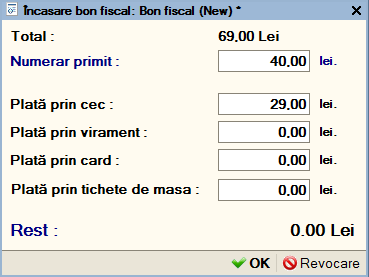 Încasare bon fiscal: Bon fiscal (New) *
Total : 69.00 Lei
Numerar primit : 40.00 lei.
Plată prin cec : 29.00 lei.
Plată prin virament : 0.00 lei.
Plată prin card : 0.00 lei.
Plată prin tichete de masa : 0.00 lei.
Rest : 0.00 Lei
OK Revocare